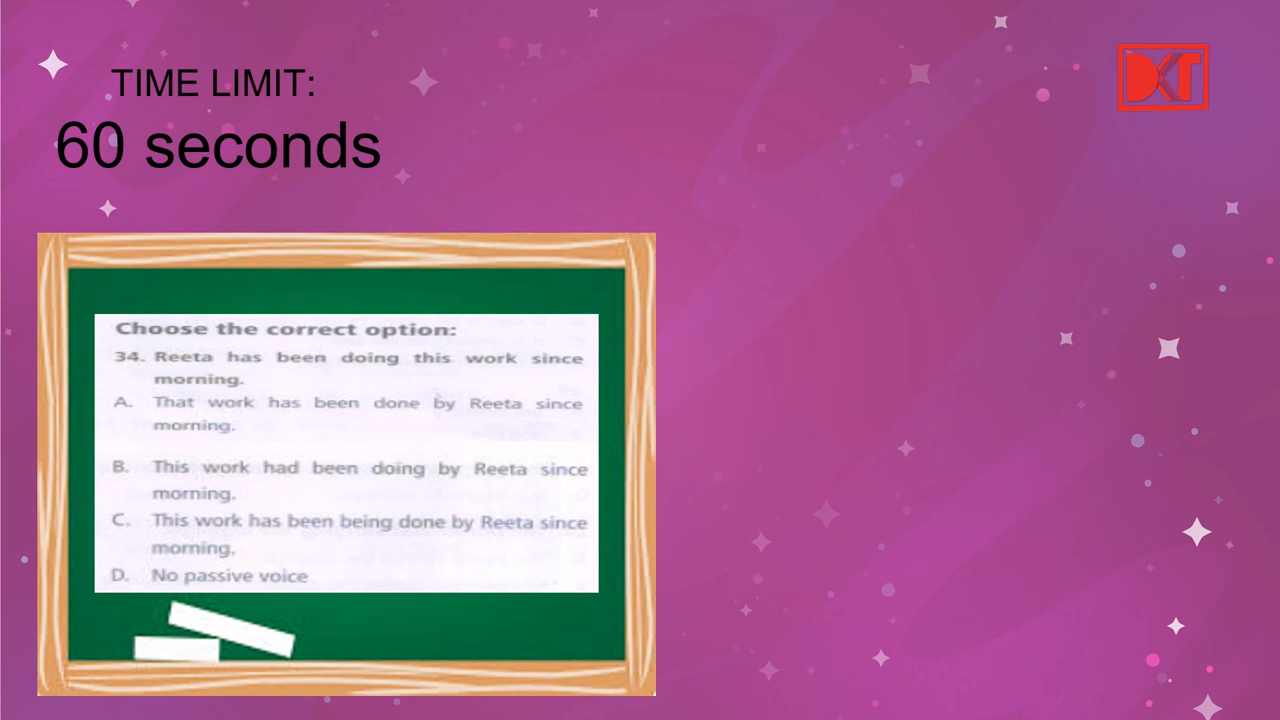 TIME LIMIT:
60 seconds
DKT
Choose the correct option:
34. Reeta has been doing this work since
morning.
A. That work has been done by Reeta since
morning.
B. This work had been doing by Reeta since
morning.
C. This work has been being done by Reeta since
morning.
D. No passive voice